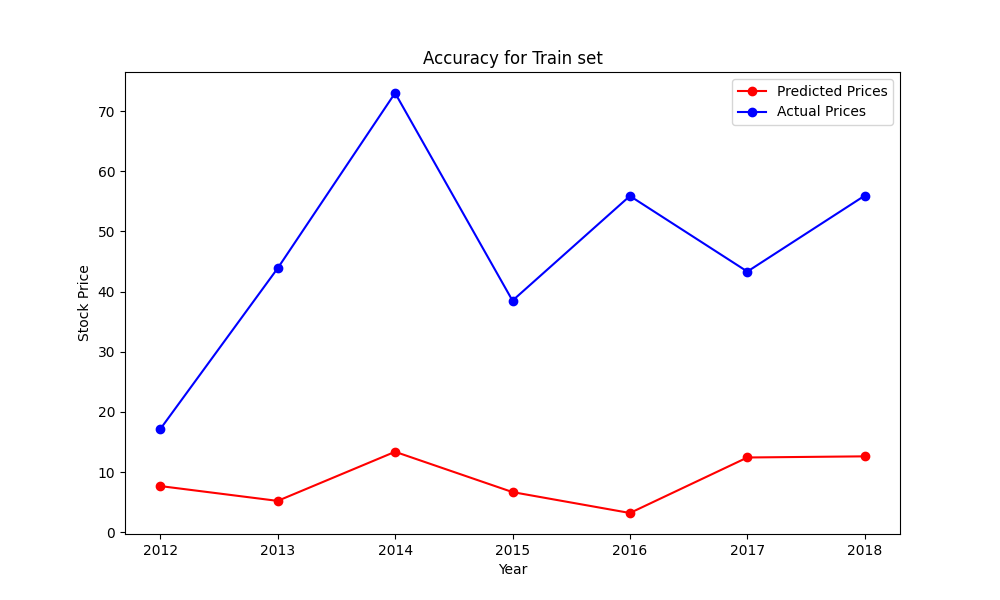 Accuracy for Train set
Predicted Prices
Actual Prices
70
60
50
40
30
20
10
0
Stock Price
2012 2013 2014 2015 2016 2017 2018
Year